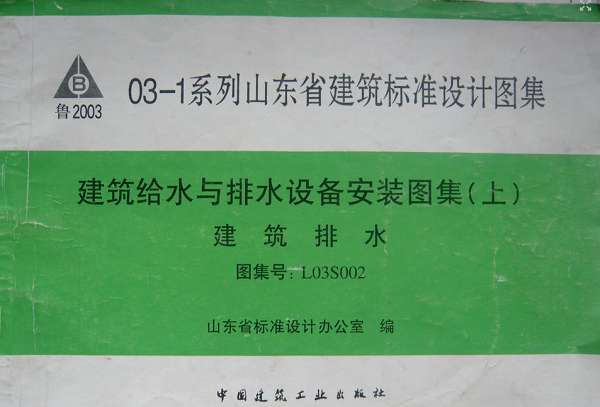 B
鲁2003
03-1系列山东省建筑标准设计图集
建筑给水与排水设备安装图集(上)
建筑排水
图集号:L03S002
山东省标准设计办公室 编
中国建筑工业出版社